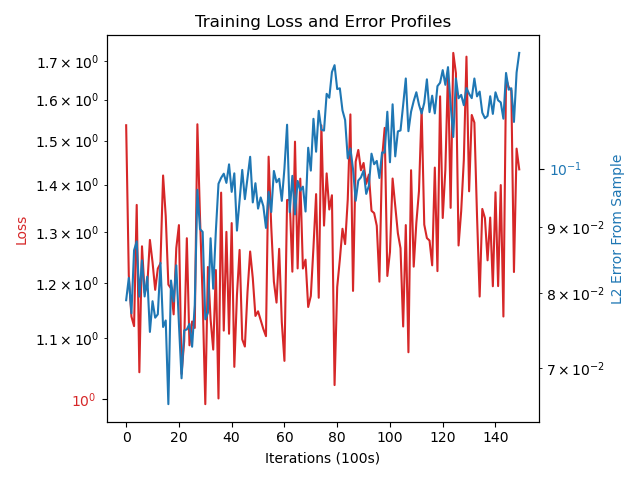 Training Loss and Error Profiles
1.7 × 10⁰
1.6 × 10⁰
1.5 × 10⁰
1.4 × 10⁰
1.3 × 10⁰
1.2 × 10⁰
1.1 × 10⁰
10⁰
Loss
10⁻¹
9 × 10⁻²
8 × 10⁻²
7 × 10⁻²
L2 Error From Sample
0 20 40 60 80 100 120 140
Iterations (100s)